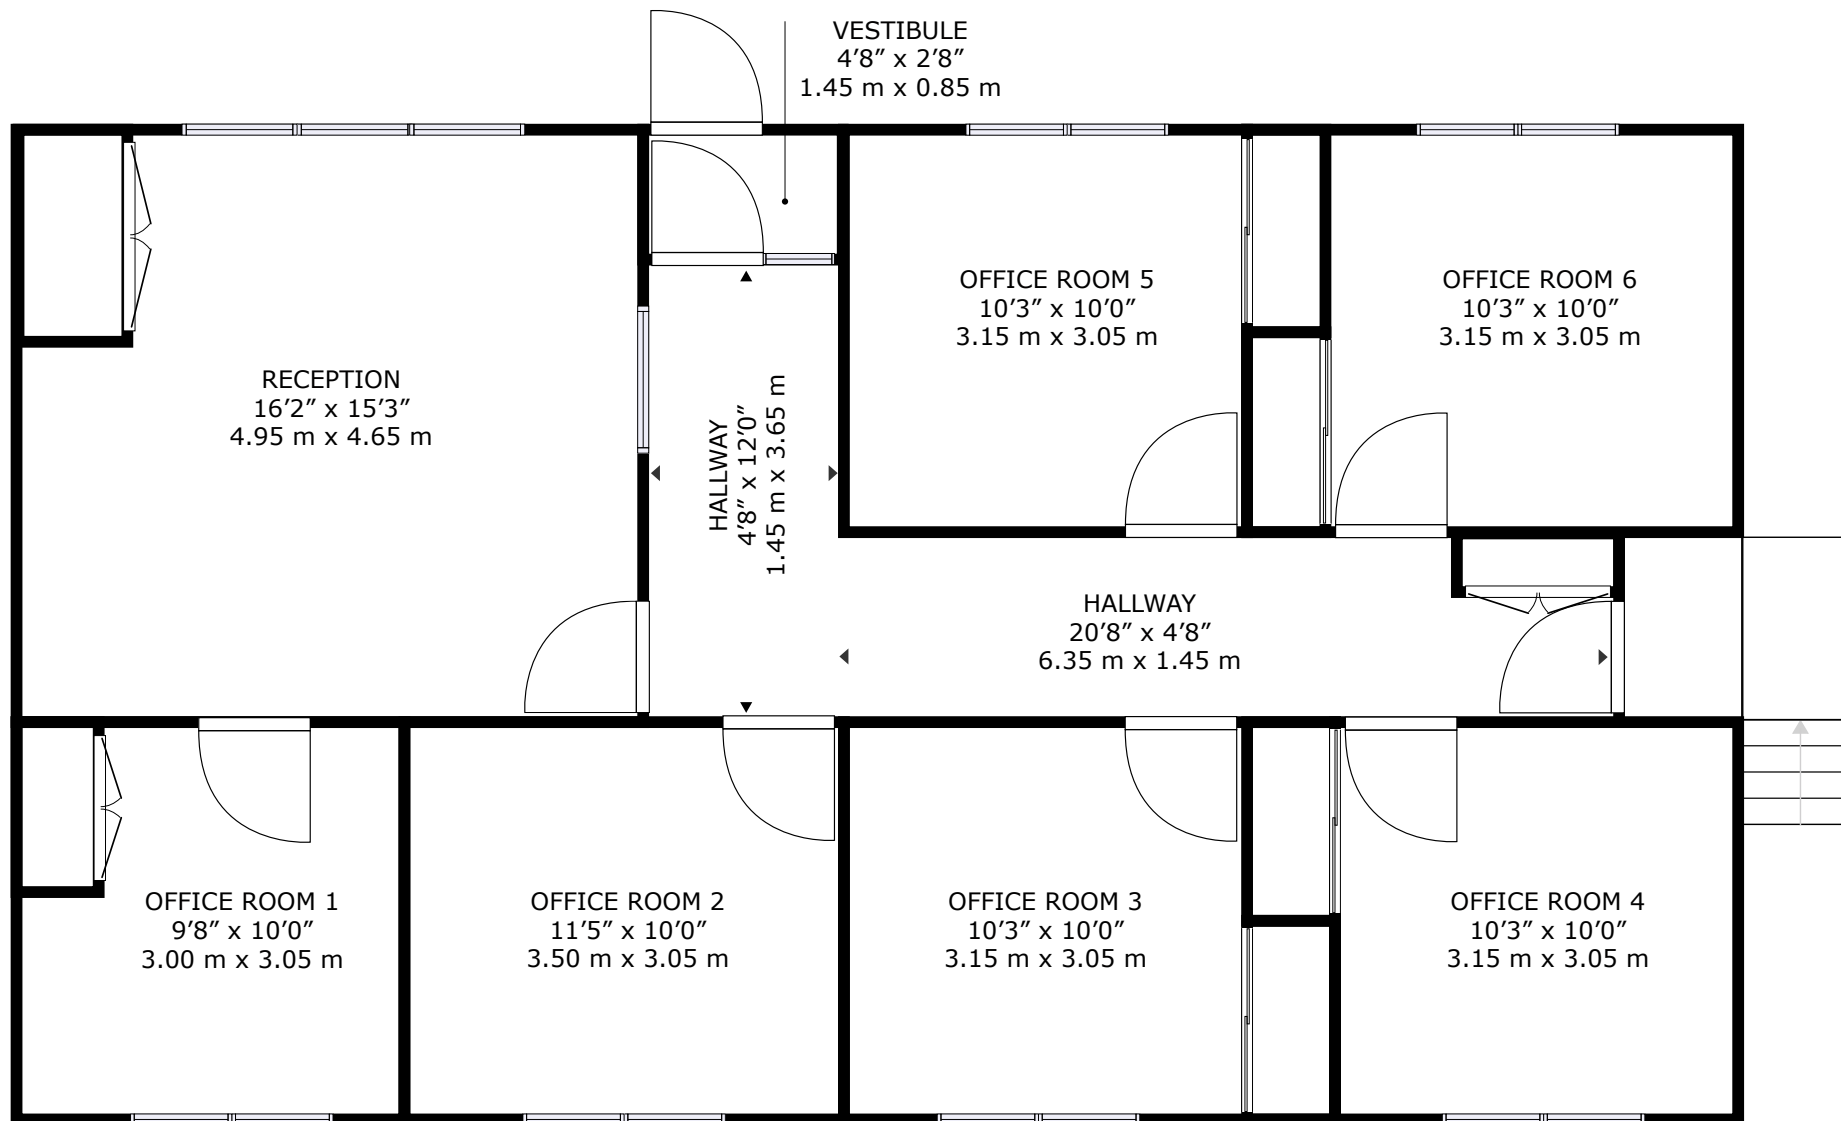 VESTIBULE
4’8” x 2’8”
1.45 m x 0.85 m
OFFICE ROOM 5
10’3” x 10’0”
3.15 m x 3.05 m
OFFICE ROOM 6
10’3” x 10’0”
3.15 m x 3.05 m
RECEPTION
16’2” x 15’3”
4.95 m x 4.65 m
HALLWAY
4’8” x 12’0”
1.45 m x 3.65 m
HALLWAY
20’8” x 4’8”
6.35 m x 1.45 m
OFFICE ROOM 1
9’8” x 10’0”
3.00 m x 3.05 m
OFFICE ROOM 2
11’5” x 10’0”
3.50 m x 3.05 m
OFFICE ROOM 3
10’3” x 10’0”
3.15 m x 3.05 m
OFFICE ROOM 4
10’3” x 10’0”
3.15 m x 3.05 m